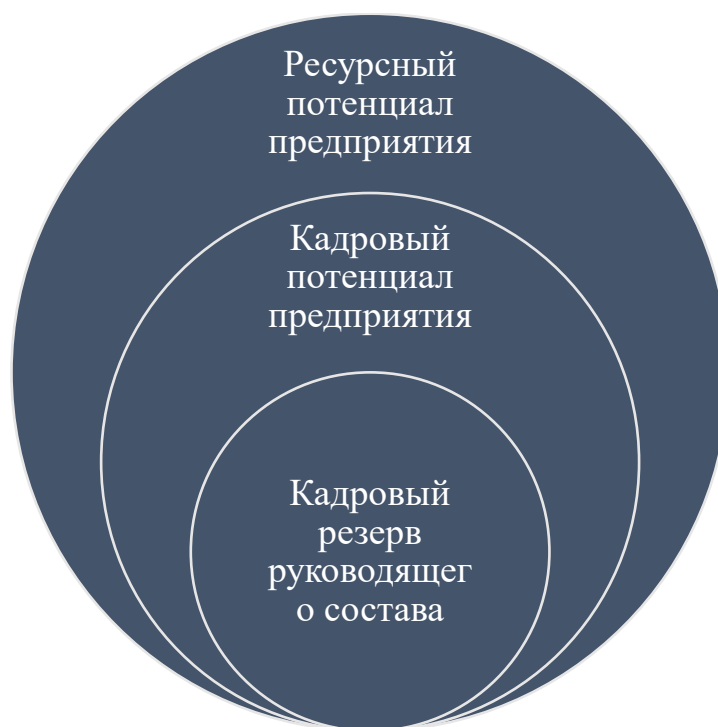 Ресурсный
потенциал
предприятия
Кадровый
потенциал
предприятия
Кадровый
резерв
руководящег
о состава